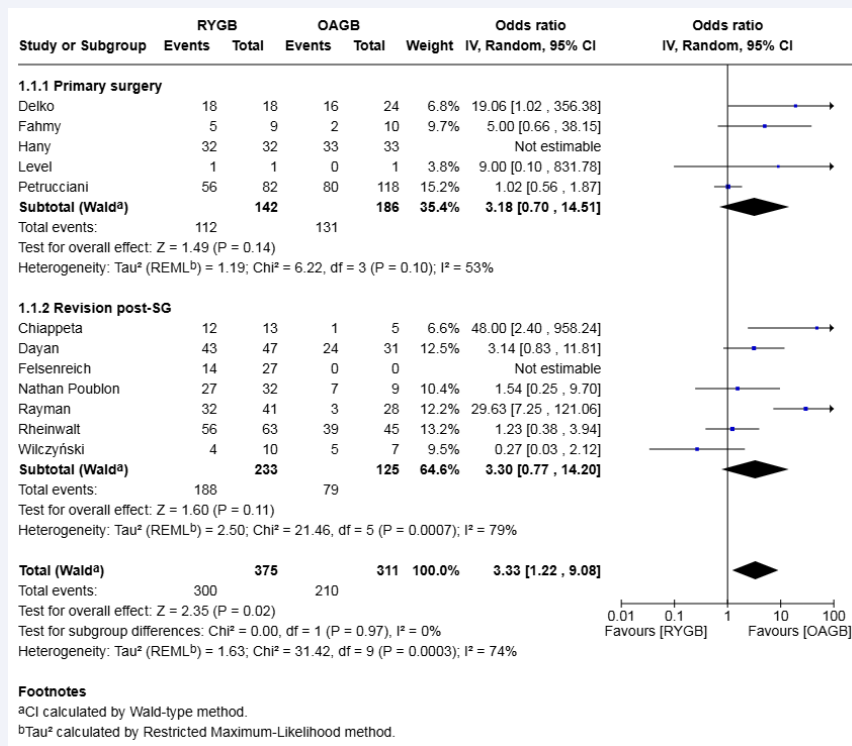 RYGB OAGB Odds ratio Odds ratio
Study or Subgroup Events Total Events Total Weight IV, Random, 95% CI IV, Random, 95% CI
1.1.1 Primary surgery
Delko 18 18 16 24 6.8% 19.06 [1.02 , 356.38]
Fahmy 5 9 2 10 9.7% 5.00 [0.66 , 38.15]
Hany 32 32 33 33 Not estimable
Level 1 1 0 1 3.8% 9.00 [0.10 , 831.78]
Petrucciani 56 82 80 118 15.2% 1.02 [0.56 , 1.87]
Subtotal (Waldᵃ) 142 186 35.4% 3.18 [0.70 , 14.51]
Total events: 112 131
Test for overall effect: Z = 1.49 (P = 0.14)
Heterogeneity: Tau² (REMLᵇ) = 1.19; Chi² = 6.22, df = 3 (P = 0.10); I² = 53%
1.1.2 Revision post-SG
Chiappeta 12 13 1 5 6.6% 48.00 [2.40 , 958.24]
Dayan 43 47 24 31 12.5% 3.14 [0.83 , 11.81]
Felsenreich 14 27 0 0 Not estimable
Nathan Poublon 27 32 7 9 10.4% 1.54 [0.25 , 9.70]
Rayman 32 41 3 28 12.2% 29.63 [7.25 , 121.06]
Rheinwalt 56 63 39 45 13.2% 1.23 [0.38 , 3.94]
Wilczyński 4 10 5 7 9.5% 0.27 [0.03 , 2.12]
Subtotal (Waldᵃ) 233 125 64.6% 3.30 [0.77 , 14.20]
Total events: 188 79
Test for overall effect: Z = 1.60 (P = 0.11)
Heterogeneity: Tau² (REMLᵇ) = 2.50; Chi² = 21.46, df = 5 (P = 0.0007); I² = 79%
Total (Waldᵃ) 375 311 100.0% 3.33 [1.22 , 9.08]
Total events: 300 210
Test for overall effect: Z = 2.35 (P = 0.02)
Test for subgroup differences: Chi² = 0.00, df = 1 (P = 0.97), I² = 0%
Heterogeneity: Tau² (REMLᵇ) = 1.63; Chi² = 31.42, df = 9 (P = 0.0003); I² = 74%
0.01 0.1 1 10 100
Favours [RYGB] Favours [OAGB]
Footnotes
ᵃCI calculated by Wald-type method.
ᵇTau² calculated by Restricted Maximum-Likelihood method.